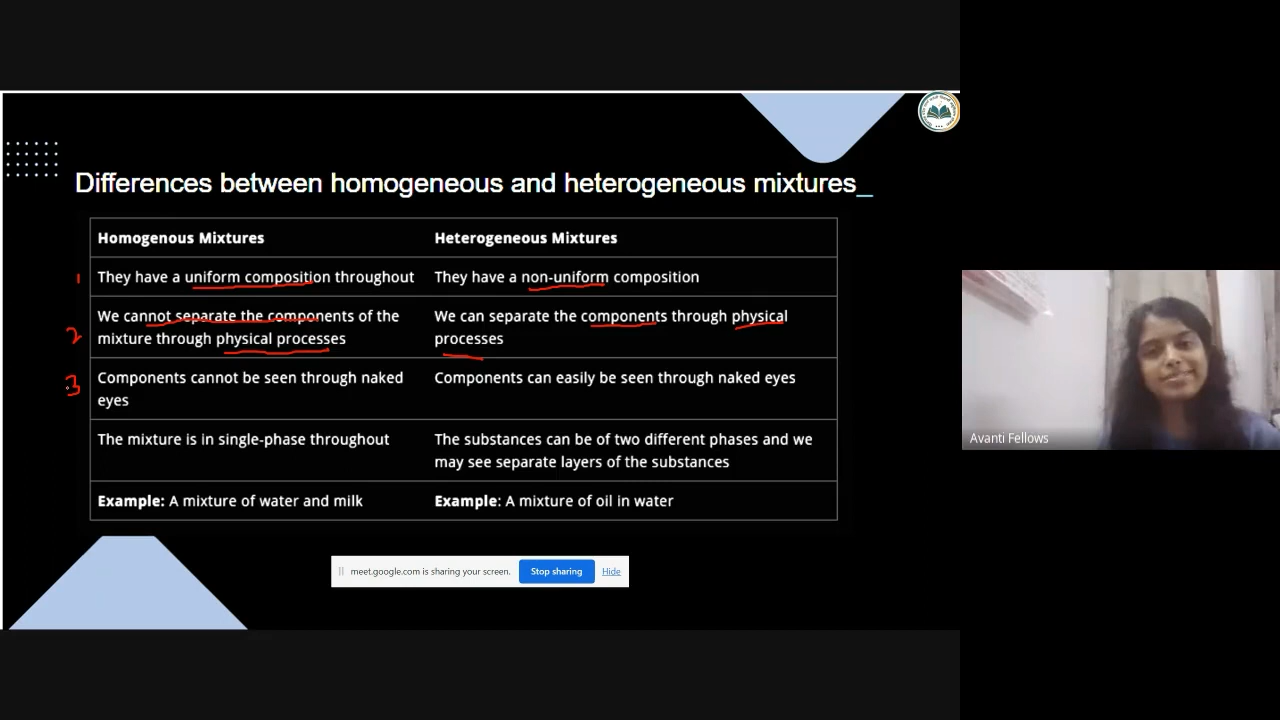 Differences between homogeneous and heterogeneous mixtures_
Homogenous Mixtures
Heterogeneous Mixtures
1
They have a uniform composition throughout
They have a non-uniform composition
2
We cannot separate the components of the
mixture through physical processes
We can separate the components through physical
processes
3
Components cannot be seen through naked
eyes
Components can easily be seen through naked eyes
The mixture is in single-phase throughout
The substances can be of two different phases and we
may see separate layers of the substances
Example: A mixture of water and milk
Example: A mixture of oil in water
meet.google.com is sharing your screen.
Stop sharing
Hide
Avanti Fellows